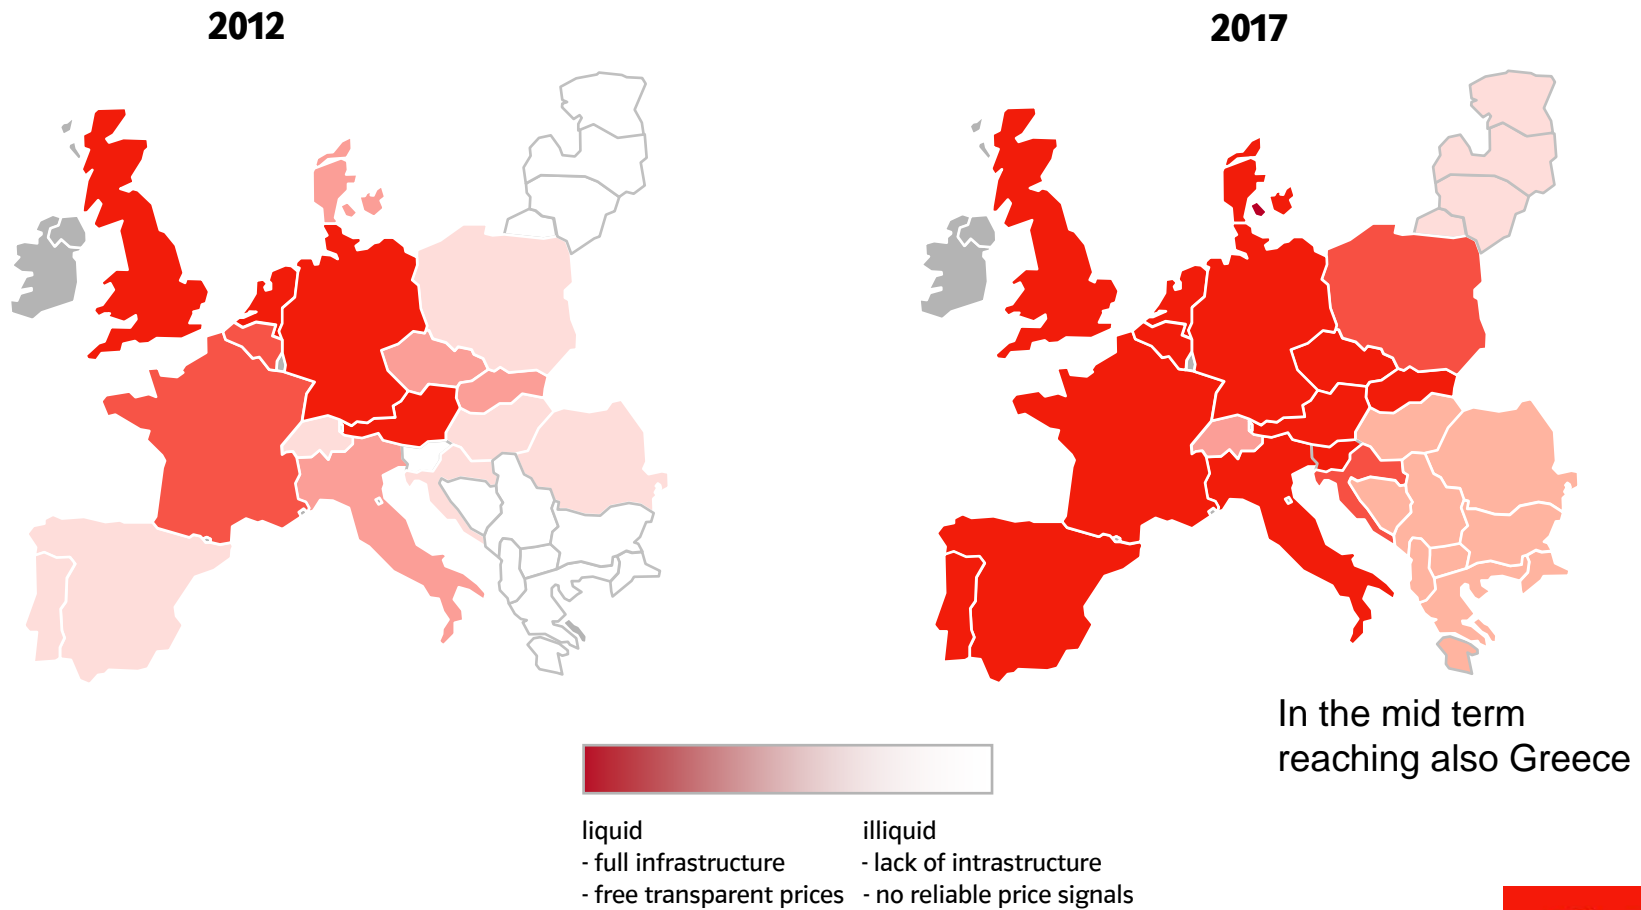 2012
2017
In the mid term
reaching also Greece
liquid
- full infrastructure
- free transparent prices
illiquid
- lack of intrastructure
- no reliable price signals